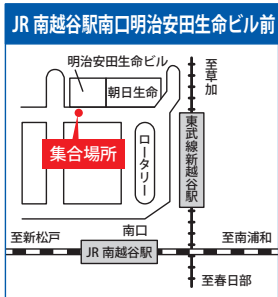 JR 南越谷駅南口明治安田生命ビル前
明治安田生命ビル
至草加
朝日生命
集合場所
ロータリー
東武線新越谷駅
至新松戸
南口
至南浦和
JR 南越谷駅
至春日部